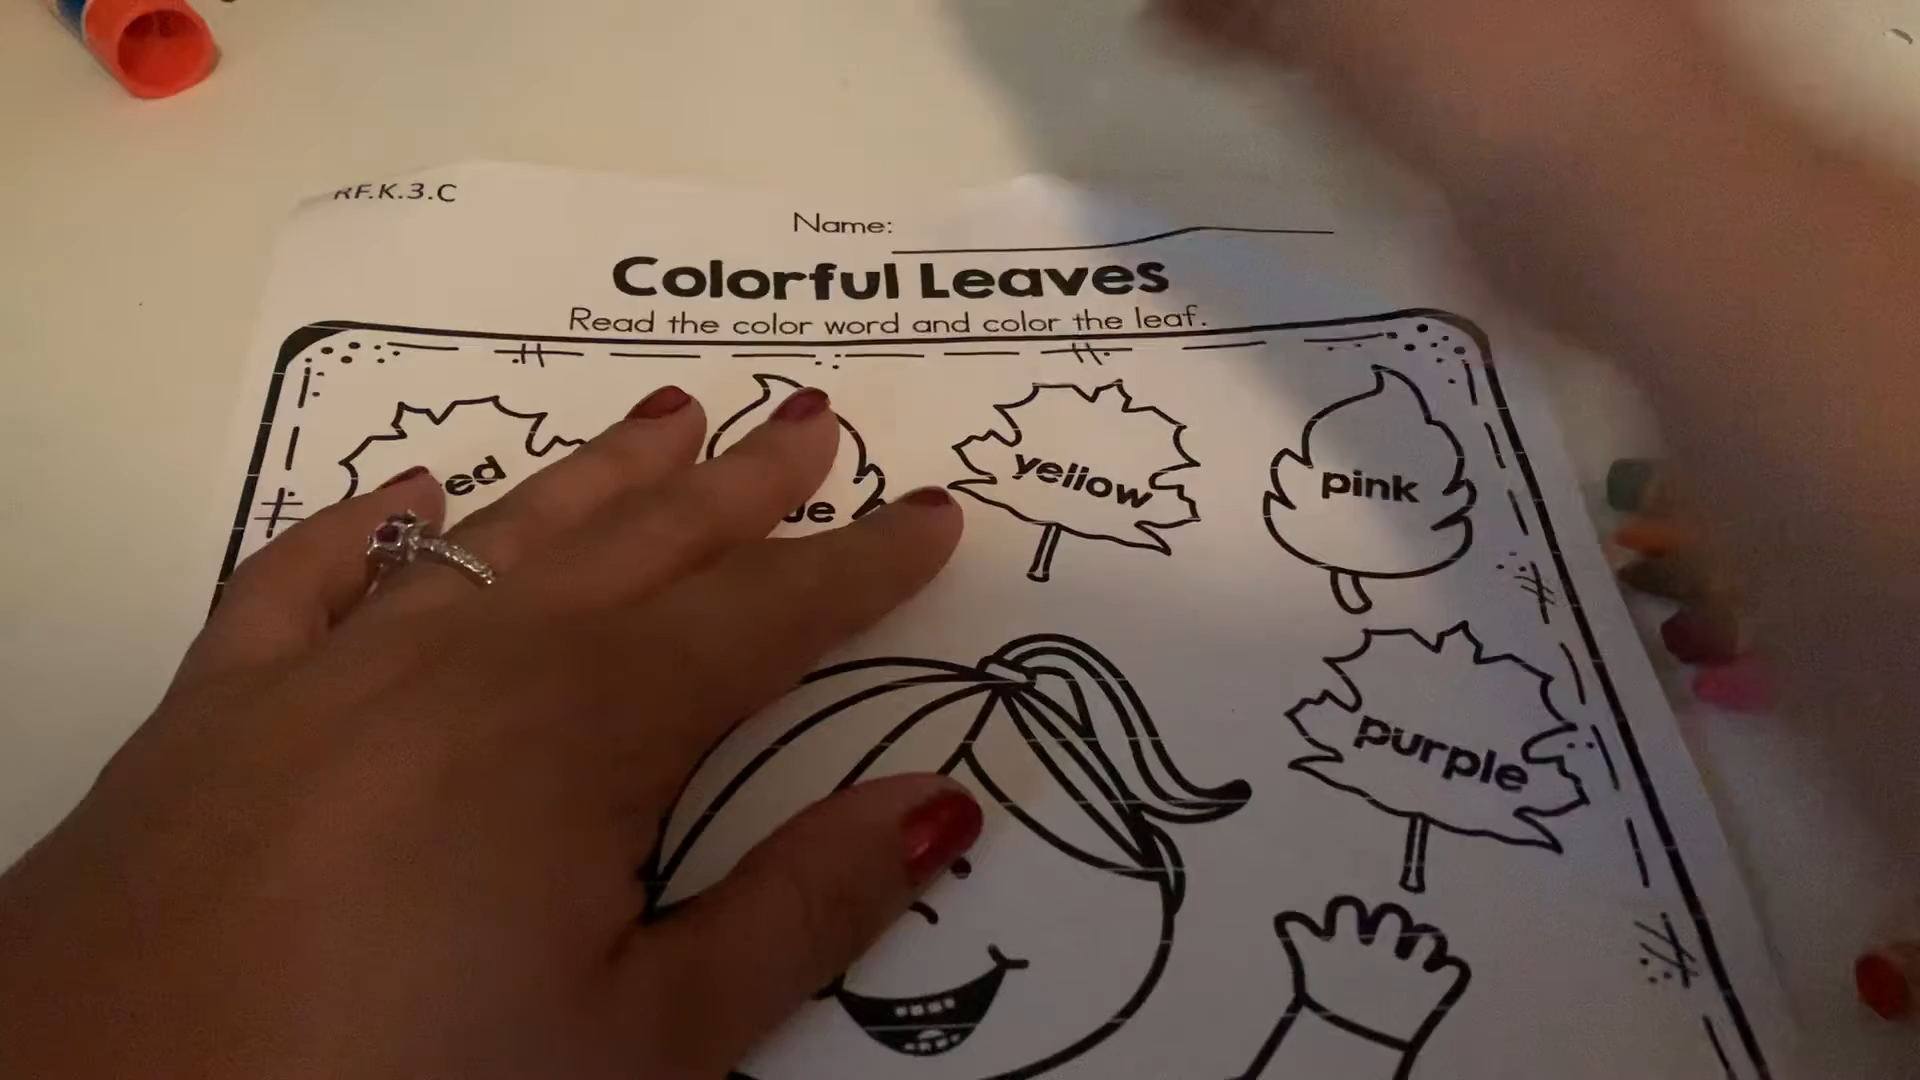 RF.K.3.C
Name:
Colorful Leaves
Read the color word and color the leaf.
yellow
pink
purple